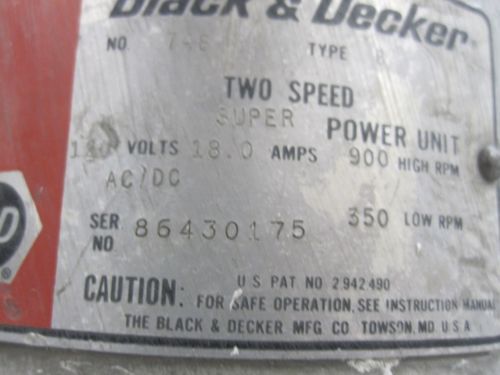 Black & Decker
NO. TYPE
TWO SPEED
SUPER POWER UNIT
VOLTS 18.0 AMPS 900 HIGH RPM
AC/DC
SER. NO 86430175 350 LOW RPM
U S PAT NO 2942490
CAUTION: FOR SAFE OPERATION, SEE INSTRUCTION MANUAL
THE BLACK & DECKER MFG CO TOWSON, MD. U.S.A
D
®